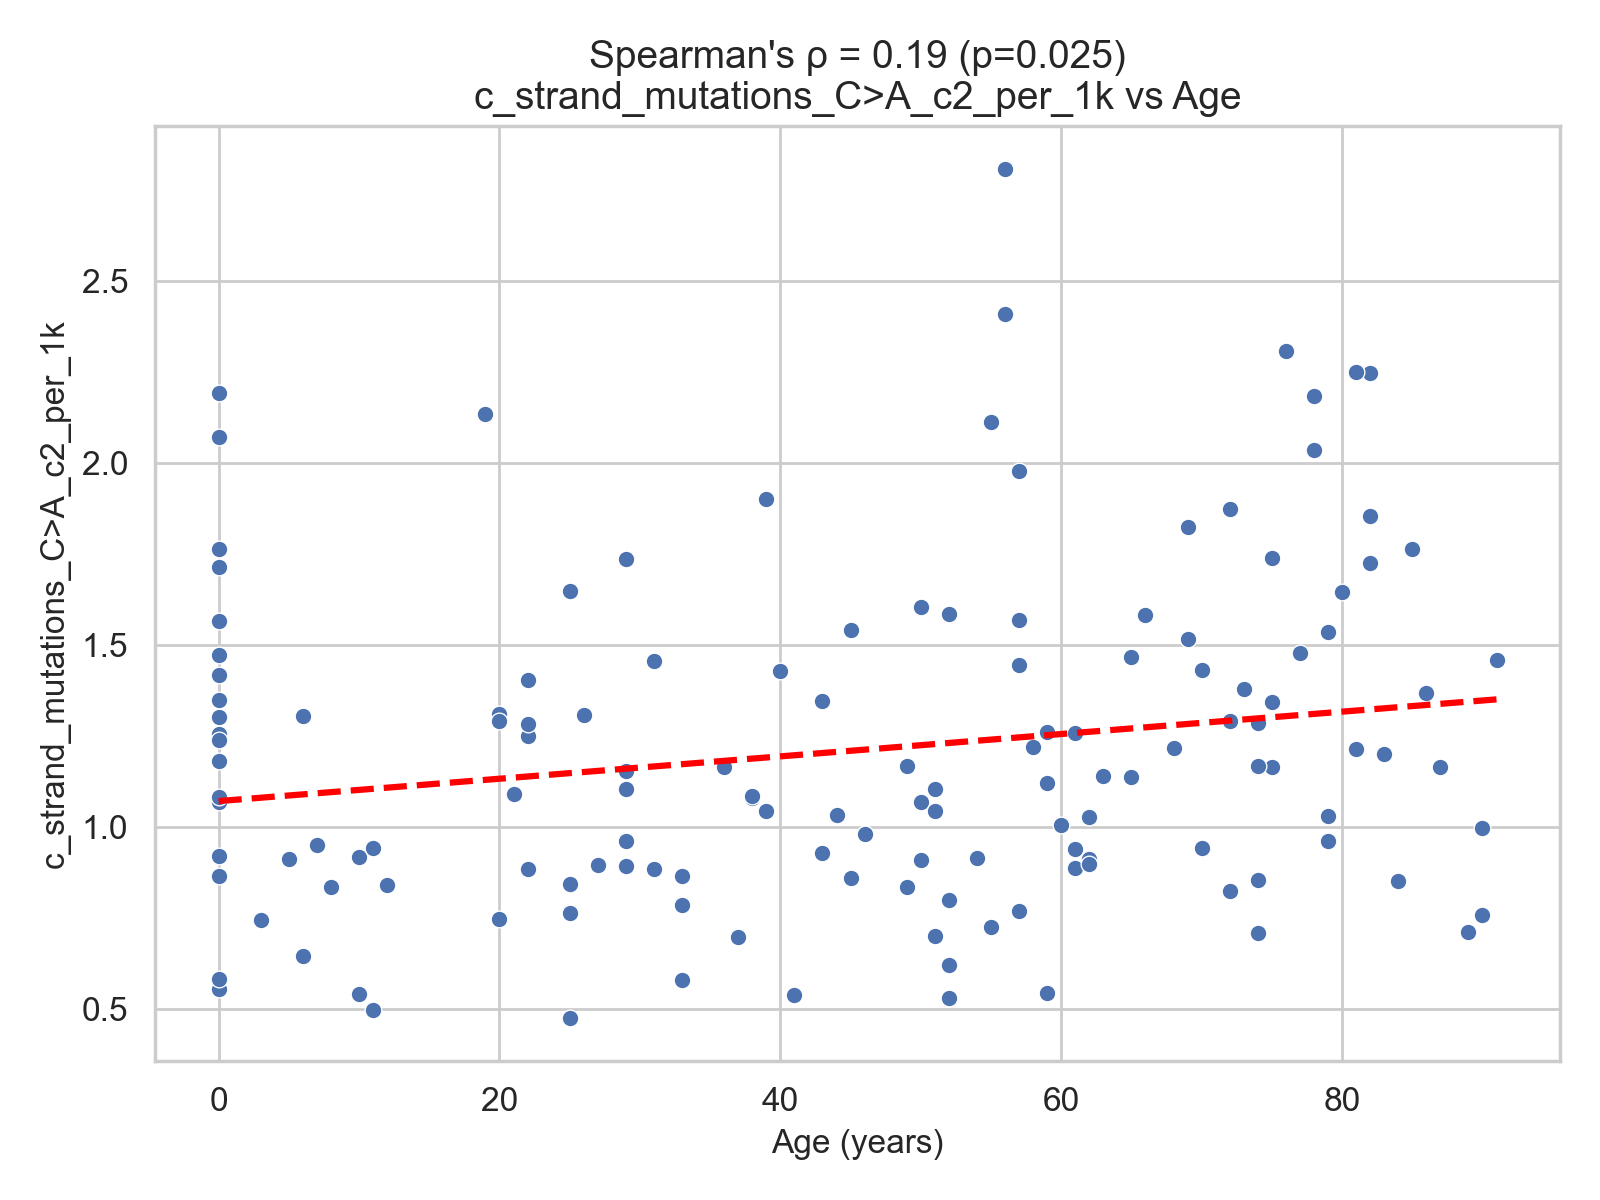 Spearman's ρ = 0.19 (p=0.025)
c_strand_mutations_C>A_c2_per_1k vs Age
c_strand_mutations_C>A_c2_per_1k
2.5
2.0
1.5
1.0
0.5
0 20 40 60 80
Age (years)